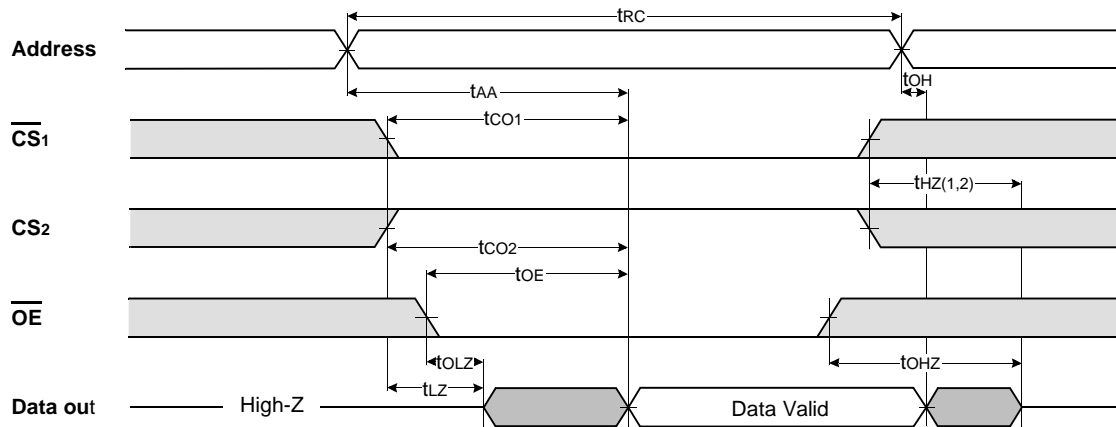 tRC
Address
tOH
tAA
tCO1
CS1
tHZ(1,2)
CS2
tCO2
tOE
OE
tOLZ
tOHZ
tLZ
Data out
High-Z
Data Valid